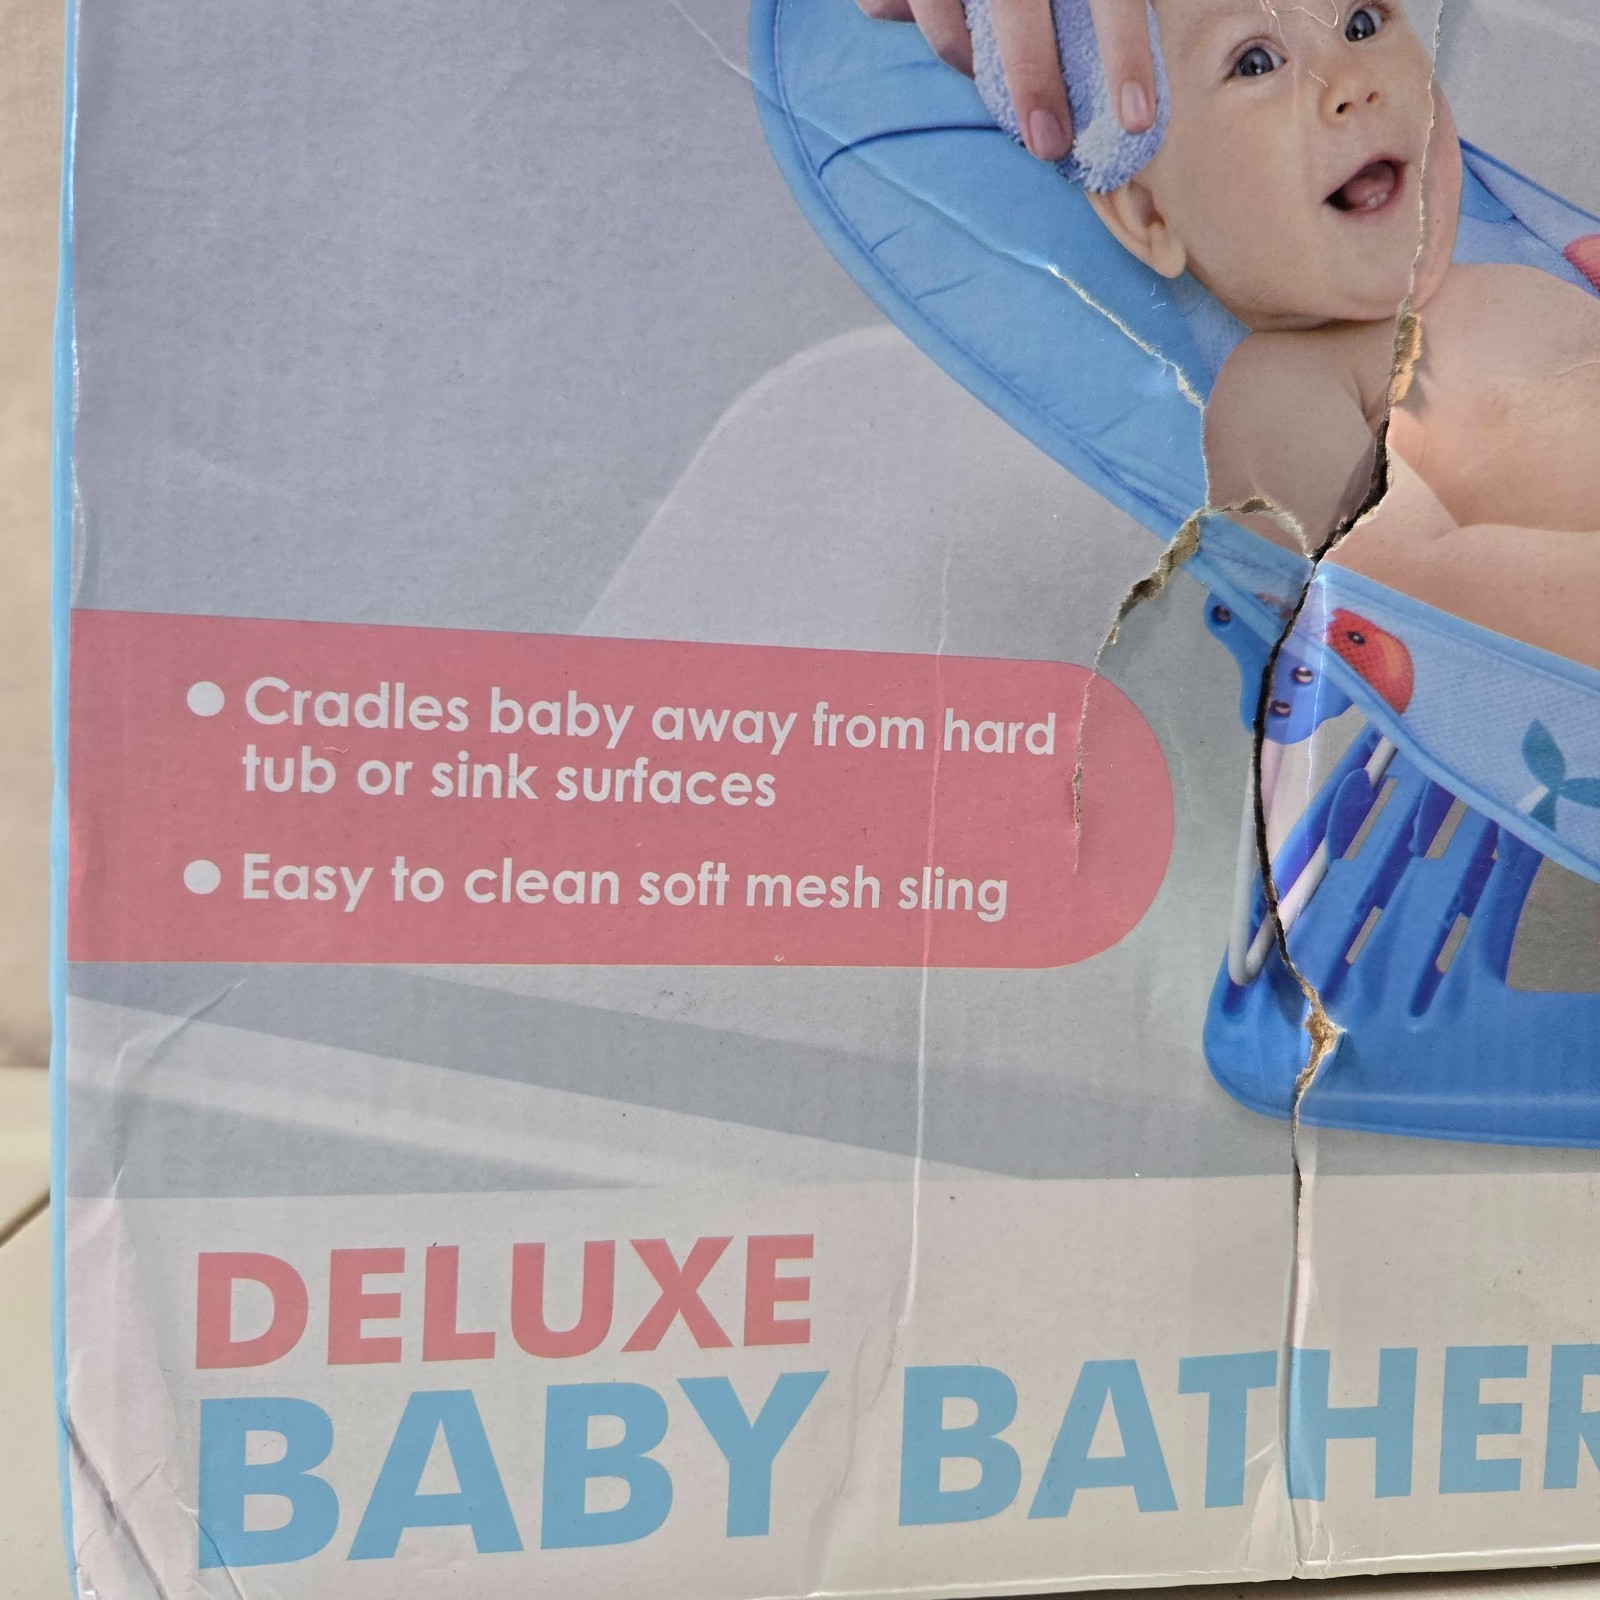 Cradles baby away from hard
tub or sink surfaces
Easy to clean soft mesh sling
DELUXE
BABY BATHER